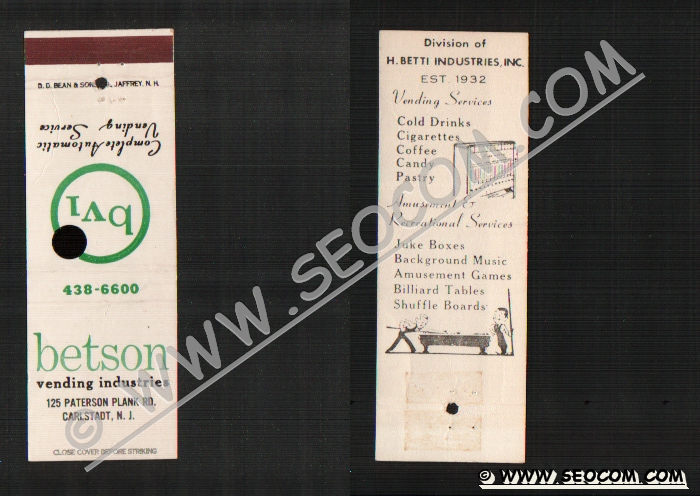 D. D. BEAN & SONS CO., JAFFREY, N. H.
Complete Automatic
Vending Service
bvi
438-6600
betson
vending industries
125 PATERSON PLANK RD.
CARLSTADT, N. J.
CLOSE COVER BEFORE STRIKING
Division of
H. BETTI INDUSTRIES, INC.
EST. 1932
Vending Services
Cold Drinks
Cigarettes
Coffee
Candy
Pastry
Amusement &
Recreational Services
Juke Boxes
Background Music
Amusement Games
Billiard Tables
Shuffle Boards
© WWW.SEOCOM.COM
© WWW.SEOCOM.COM